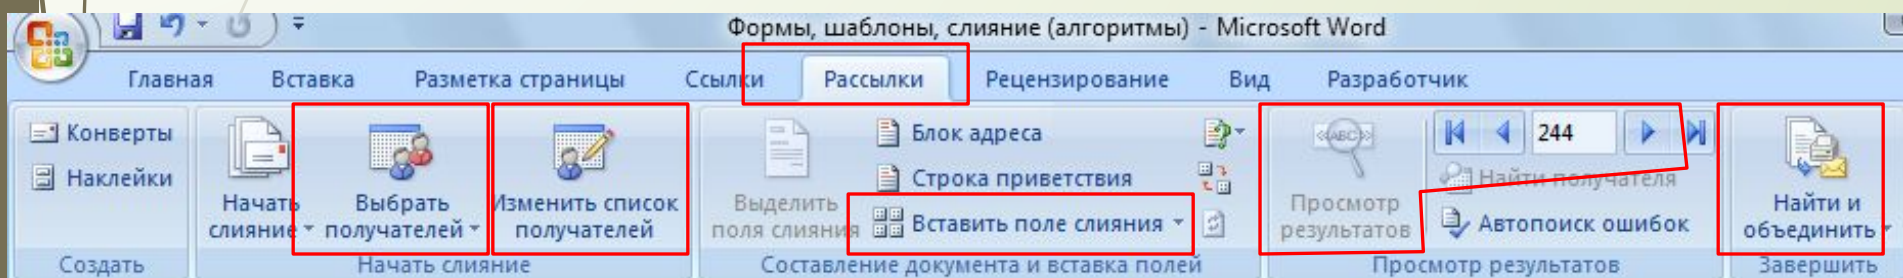 Формы, шаблоны, слияние (алгоритмы) - Microsoft Word
Главная Вставка Разметка страницы Ссылки Рассылки Рецензирование Вид Разработчик
Конверты
Наклейки
Создать
Начать
слияние
Выбрать
получателей
Изменить список
получателей
Начать слияние
Выделить
поля слияния
Блок адреса
Строка приветствия
Вставить поле слияния
Составление документа и вставка полей
«ABC»
Просмотр
результатов
244
Найти получателя
Автопоиск ошибок
Просмотр результатов
Найти и
объединить
Завершить